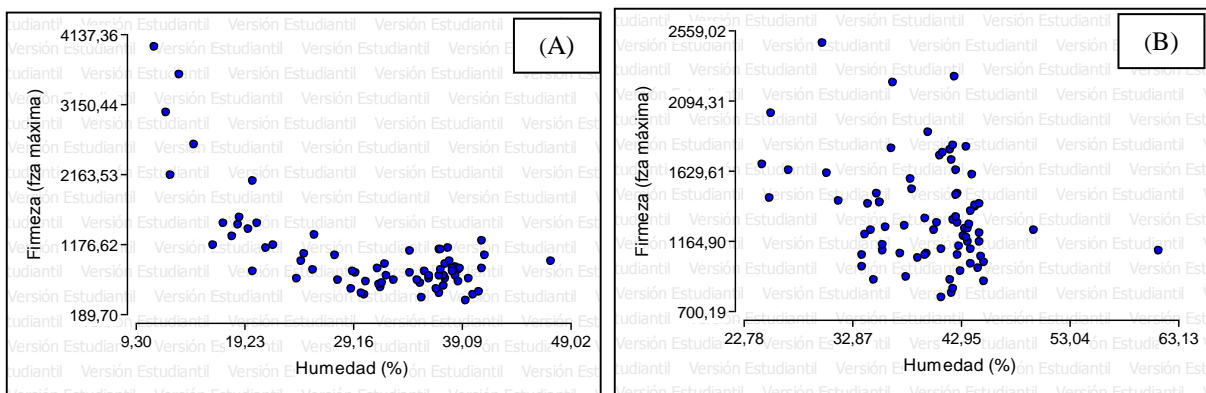 (A)
4137,36
3150,44
2163,53
1176,62
189,70
9,30 19,23 29,16 39,09 49,02
Humedad (%)
Firmeza (fza máxima)
Versión Estudiantil
(B)
2559,02
2094,31
1629,61
1164,90
700,19
22,78 32,87 42,95 53,04 63,13
Humedad (%)
Firmeza (fza máxima)
Versión Estudiantil